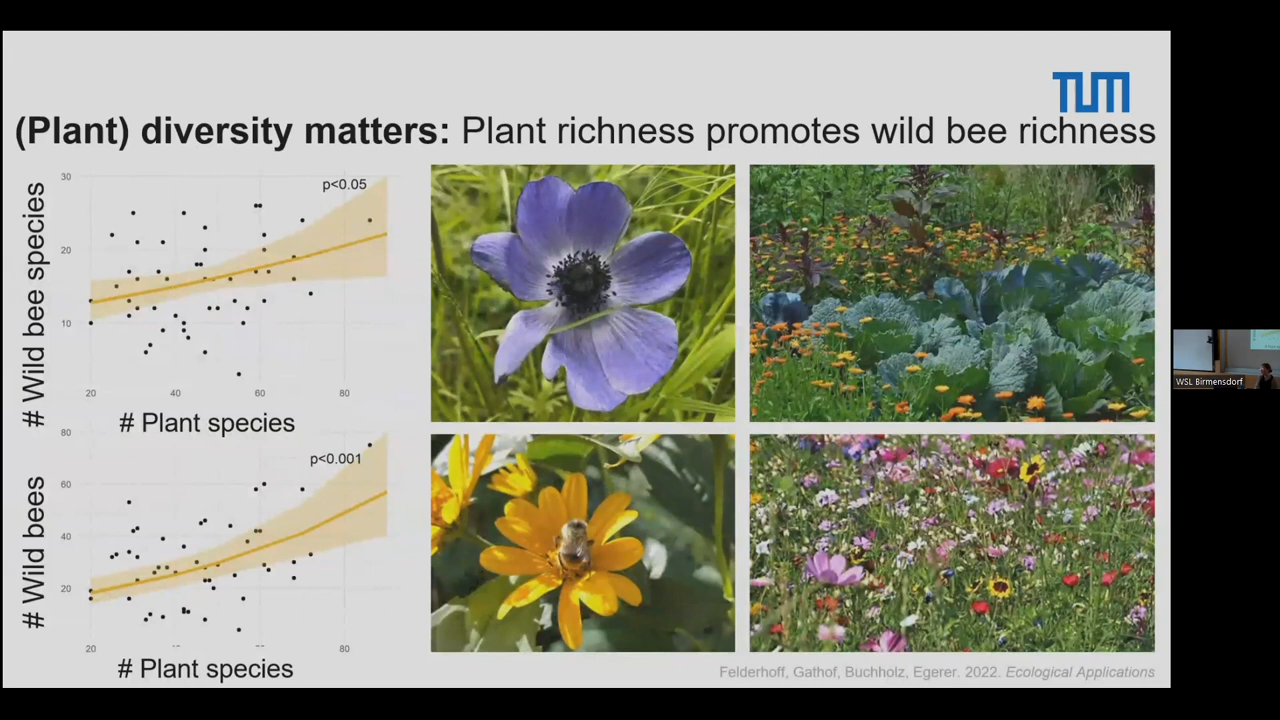 TUM
(Plant) diversity matters: Plant richness promotes wild bee richness
# Wild bee species
30
20
10
p<0.05
20 40 60 80
# Plant species
# Wild bees
80
60
40
20
p<0.001
20 40 60 80
# Plant species
WSL Birmensdorf
Felderhoff, Gathof, Buchholz, Egerer. 2022. Ecological Applications